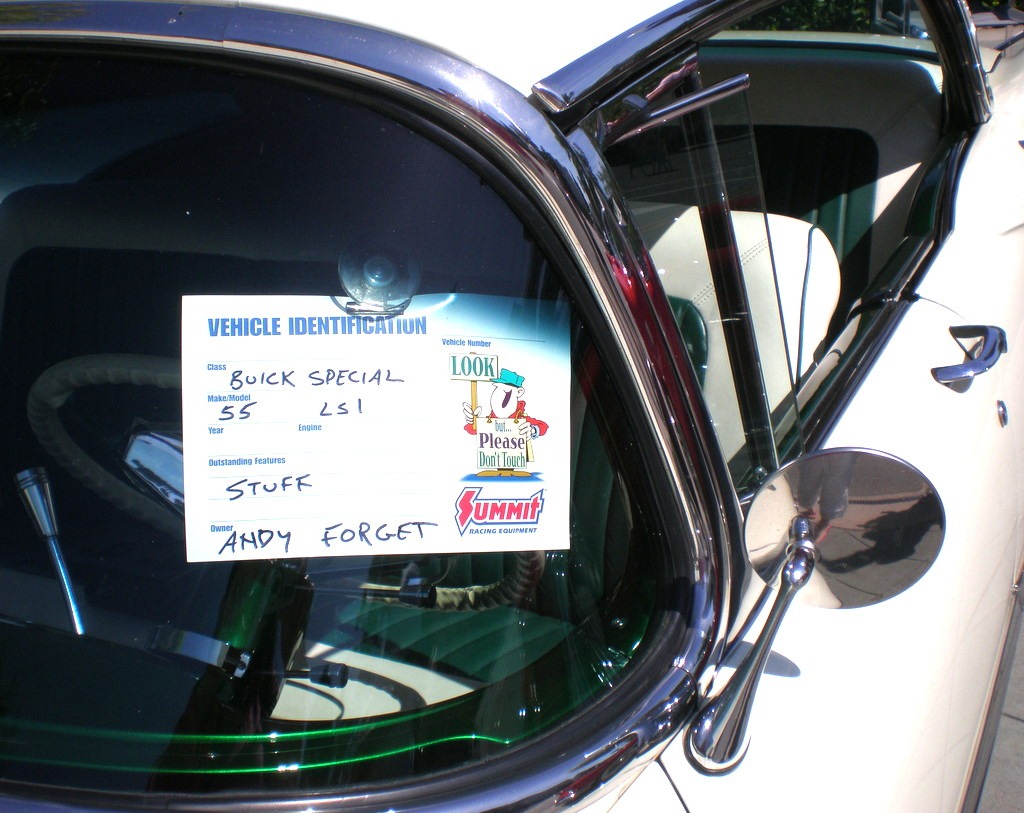 VEHICLE IDENTIFICATION
Vehicle Number
Class
BUICK SPECIAL
Make/Model
55 LS1
Year Engine
Outstanding Features
STUFF
Owner
ANDY FORGET
LOOK
but...
Please
Don't Touch
SUMMIT
RACING EQUIPMENT